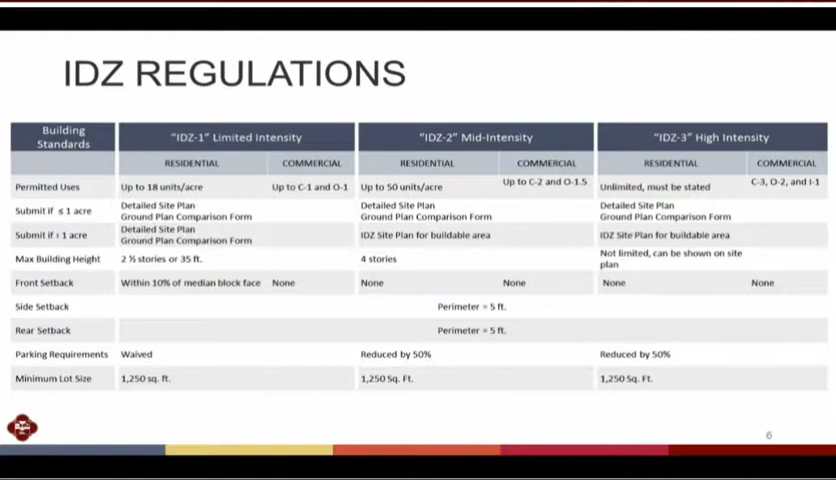 IDZ REGULATIONS
Building Standards "IDZ-1" Limited Intensity "IDZ-2" Mid-Intensity "IDZ-3" High Intensity
RESIDENTIAL COMMERCIAL RESIDENTIAL COMMERCIAL RESIDENTIAL COMMERCIAL
Permitted Uses Up to 18 units/acre Up to C-1 and O-1 Up to 50 units/acre Up to C-2 and O-1.5 Unlimited, must be stated C-3, O-2, and I-1
Submit if ≤ 1 acre Detailed Site Plan Ground Plan Comparison Form Detailed Site Plan Ground Plan Comparison Form Detailed Site Plan Ground Plan Comparison Form
Submit if › 1 acre Detailed Site Plan Ground Plan Comparison Form IDZ Site Plan for buildable area IDZ Site Plan for buildable area
Max Building Height 2 ½ stories or 35 ft. 4 stories Not limited, can be shown on site plan
Front Setback Within 10% of median block face None None None None None
Side Setback Perimeter = 5 ft.
Rear Setback Perimeter = 5 ft.
Parking Requirements Waived Reduced by 50% Reduced by 50%
Minimum Lot Size 1,250 sq. ft. 1,250 Sq. Ft. 1,250 Sq. Ft.
6